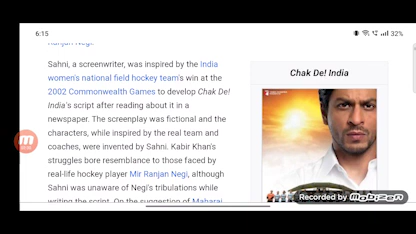 6:15
32%
Ranjan Negi.
Sahni, a screenwriter, was inspired by the India
women's national field hockey team's win at the
2002 Commonwealth Games to develop Chak De!
India's script after reading about it in a
newspaper. The screenplay was fictional and the
characters, while inspired by the real team and
coaches, were invented by Sahni. Kabir Khan's
struggles bore resemblance to those faced by
real-life hockey player Mir Ranjan Negi, although
Sahni was unaware of Negi's tribulations while
writing the script. On the suggestion of Maharaj
Chak De! India
Recorded by Mobizen